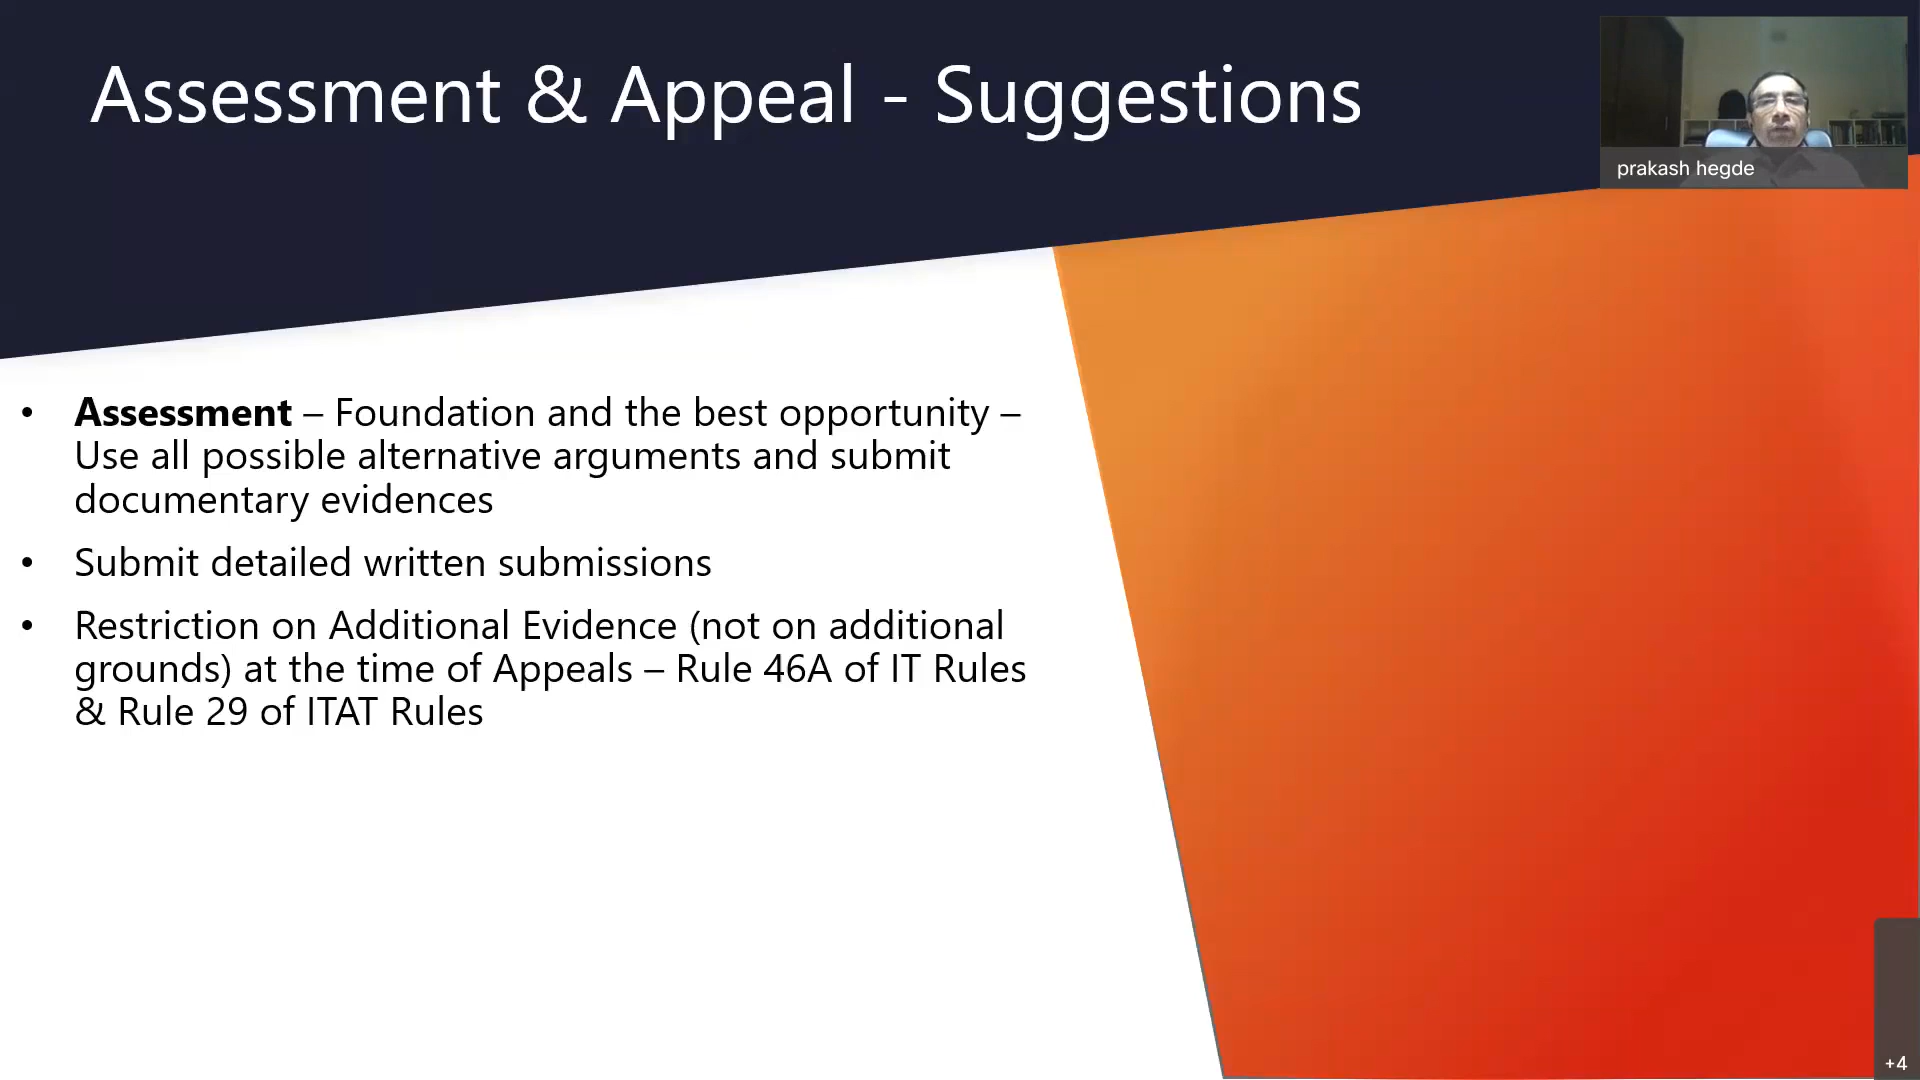 Assessment & Appeal - Suggestions
prakash hegde
• Assessment – Foundation and the best opportunity –
Use all possible alternative arguments and submit
documentary evidences
• Submit detailed written submissions
• Restriction on Additional Evidence (not on additional
grounds) at the time of Appeals – Rule 46A of IT Rules
& Rule 29 of ITAT Rules
+4